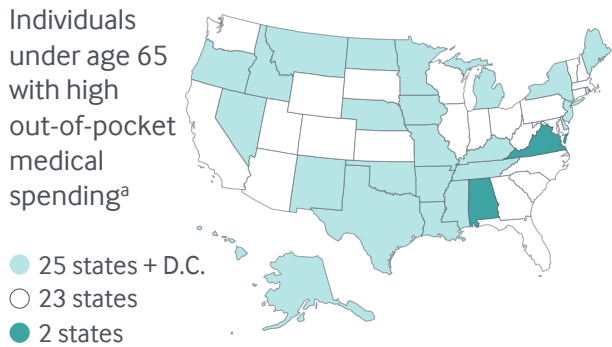 Individuals
under age 65
with high
out-of-pocket
medical
spendingᵃ
25 states + D.C.
23 states
2 states